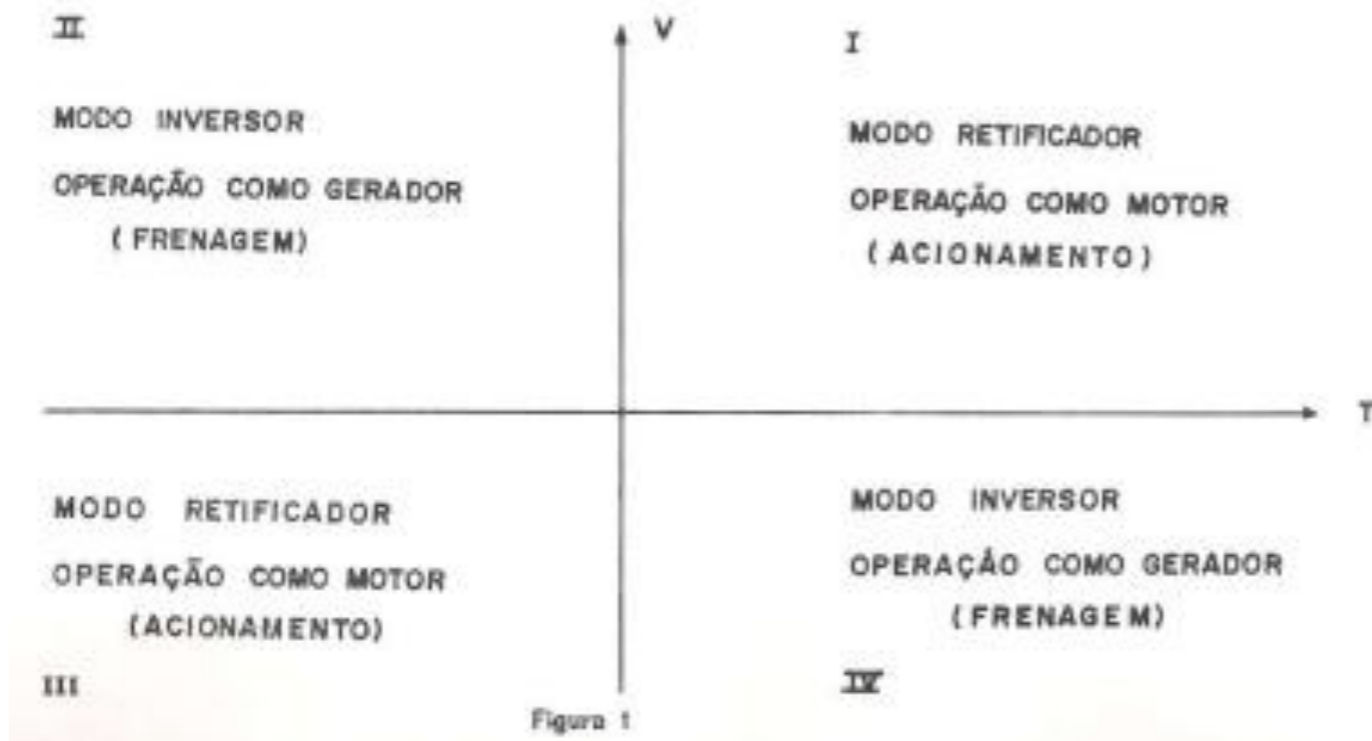 II
MODO INVERSOR
OPERAÇÃO COMO GERADOR
(FRENAGEM)
V
I
MODO RETIFICADOR
OPERAÇÃO COMO MOTOR
(ACIONAMENTO)
T
MODO RETIFICADOR
OPERAÇÃO COMO MOTOR
(ACIONAMENTO)
III
MODO INVERSOR
OPERAÇÃO COMO GERADOR
(FRENAGEM)
IV
Figura 1